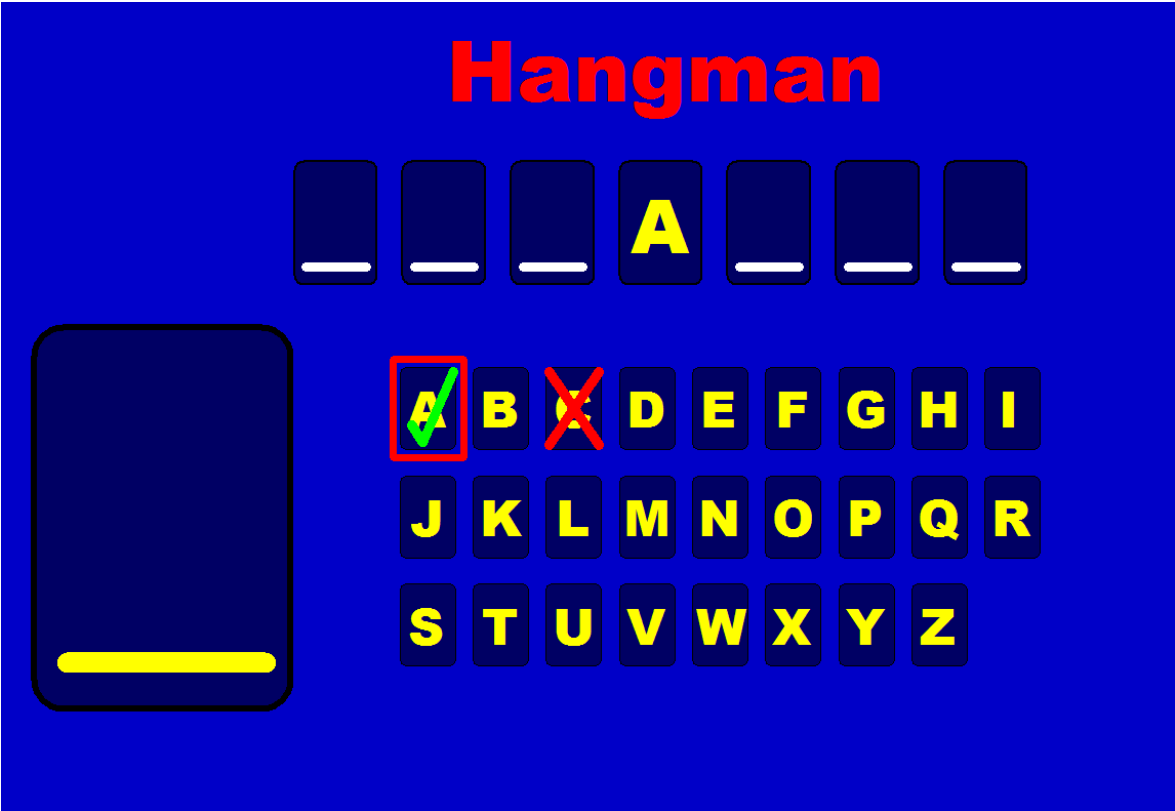 Hangman
_ _ _ A _ _ _
A B C D E F G H I
J K L M N O P Q R
S T U V W X Y Z